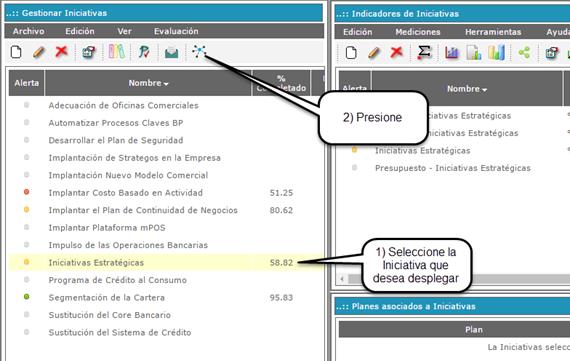 ..:: Gestionar Iniciativas
Archivo Edición Ver Evaluación
Alerta Nombre % Completado
Adecuación de Oficinas Comerciales
Automatizar Procesos Claves BP
Desarrollar el Plan de Seguridad
Implantación de Strategos en la Empresa
Implantación Nuevo Modelo Comercial
Implantar Costo Basado en Actividad 51.25
Implantar el Plan de Continuidad de Negocios 80.62
Implantar Plataforma mPOS
Impulso de las Operaciones Bancarias
Iniciativas Estratégicas 58.82
Programa de Crédito al Consumo
Segmentación de la Cartera 95.83
Sustitución del Core Bancario
Sustitución del Sistema de Crédito
2) Presione
1) Seleccione la
Iniciativa que
desea desplegar
..:: Indicadores de Iniciativas
Edición Mediciones Herramientas Ayuda
Alerta Nombre
Iniciativas Estratégicas
Iniciativas Estratégicas
Iniciativas Estratégicas
Presupuesto - Iniciativas Estratégicas
..:: Planes asociados a Iniciativas
Plan
La Iniciativas selec